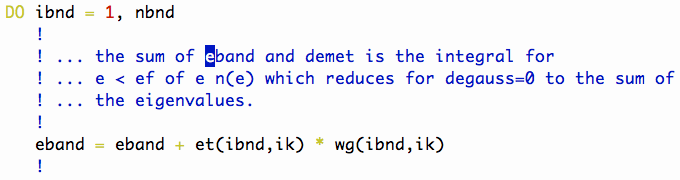 DO ibnd = 1, nbnd
!
! ... the sum of eband and demet is the integral for
! ... e < ef of e n(e) which reduces for degauss=0 to the sum of
! ... the eigenvalues.
!
eband = eband + et(ibnd,ik) * wg(ibnd,ik)
!